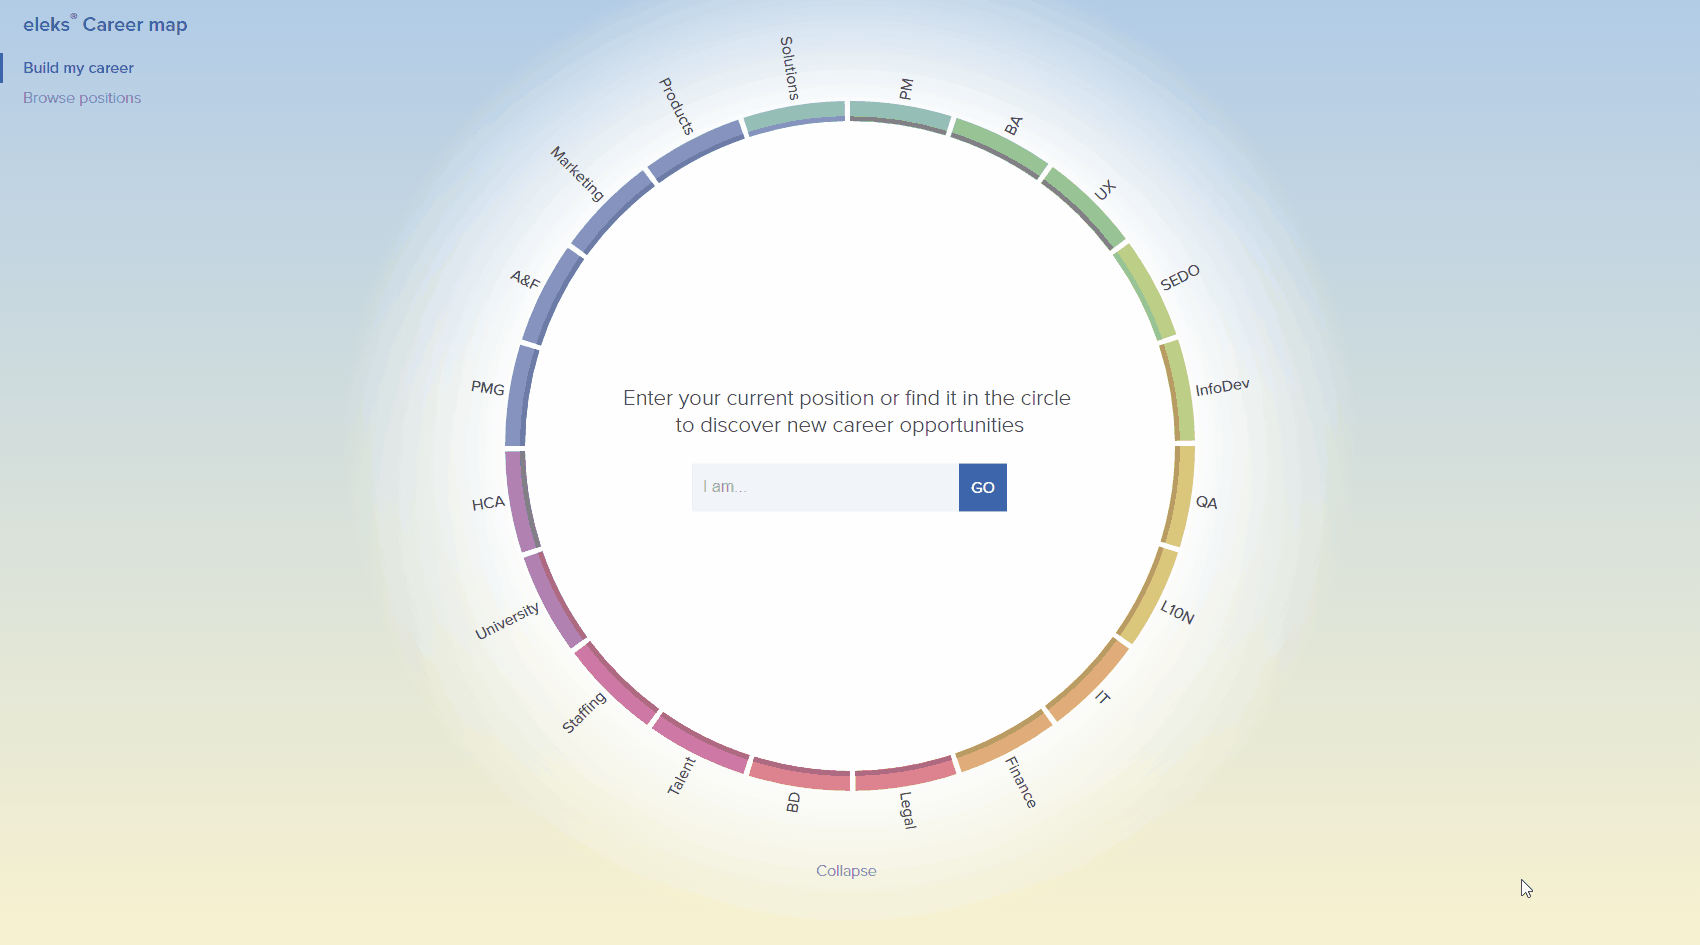 eleks® Career map
Build my career
Browse positions
Solutions
PM
BA
UX
SEDO
InfoDev
QA
L10N
IT
Finance
Legal
BD
Talent
Staffing
University
HCA
PMG
A&F
Marketing
Products
Enter your current position or find it in the circle
to discover new career opportunities
I am...
GO
Collapse